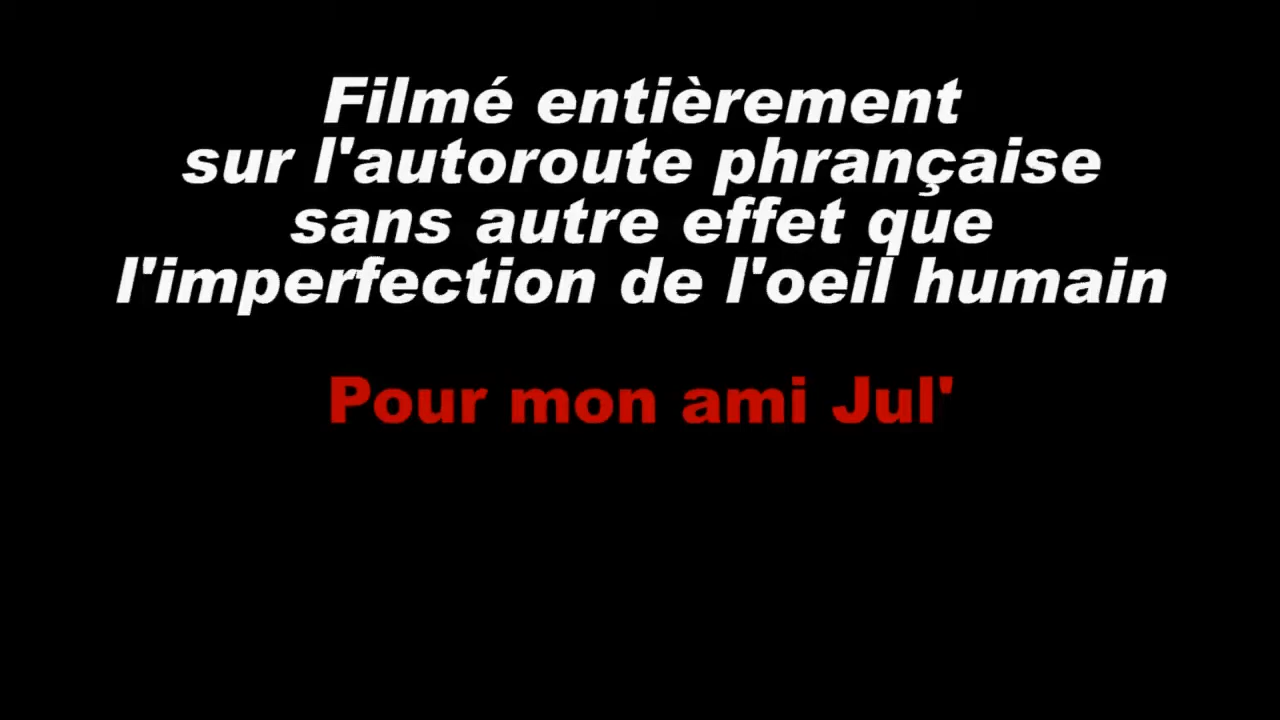 Filmé entièrement
sur l'autoroute phrançaise
sans autre effet que
l'imperfection de l'oeil humain
Pour mon ami Jul'